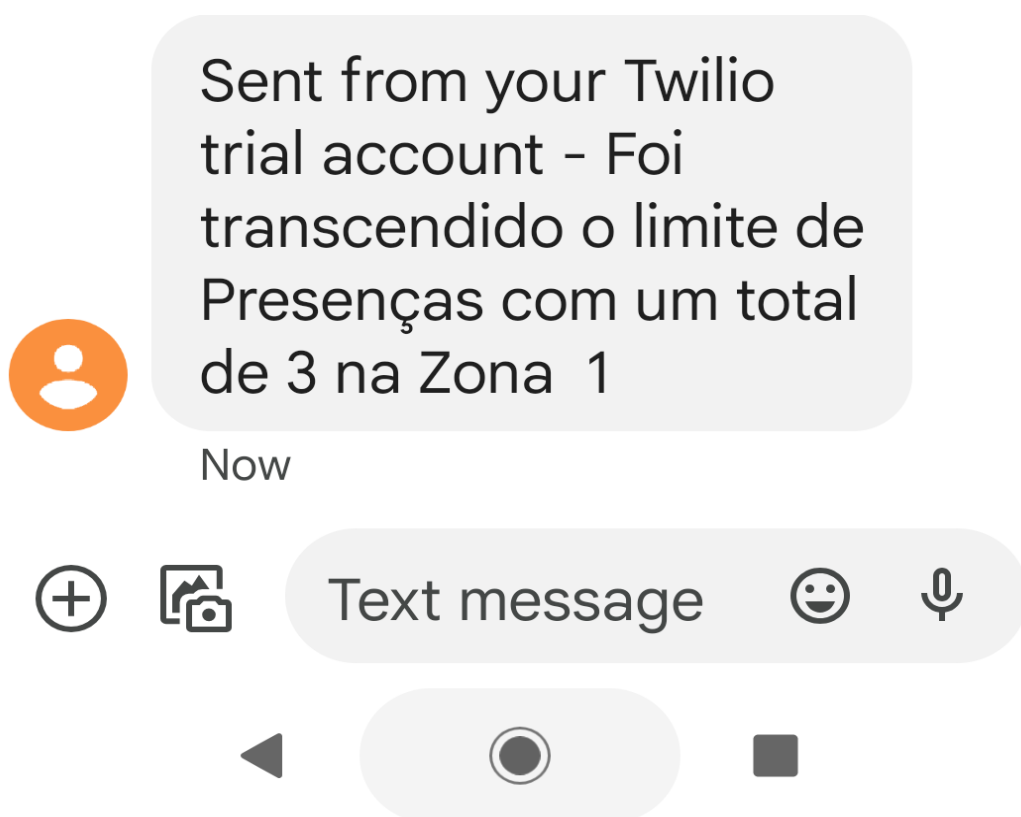 Sent from your Twilio
trial account - Foi
transcendido o limite de
Presenças com um total
de 3 na Zona  1
Now
Text message